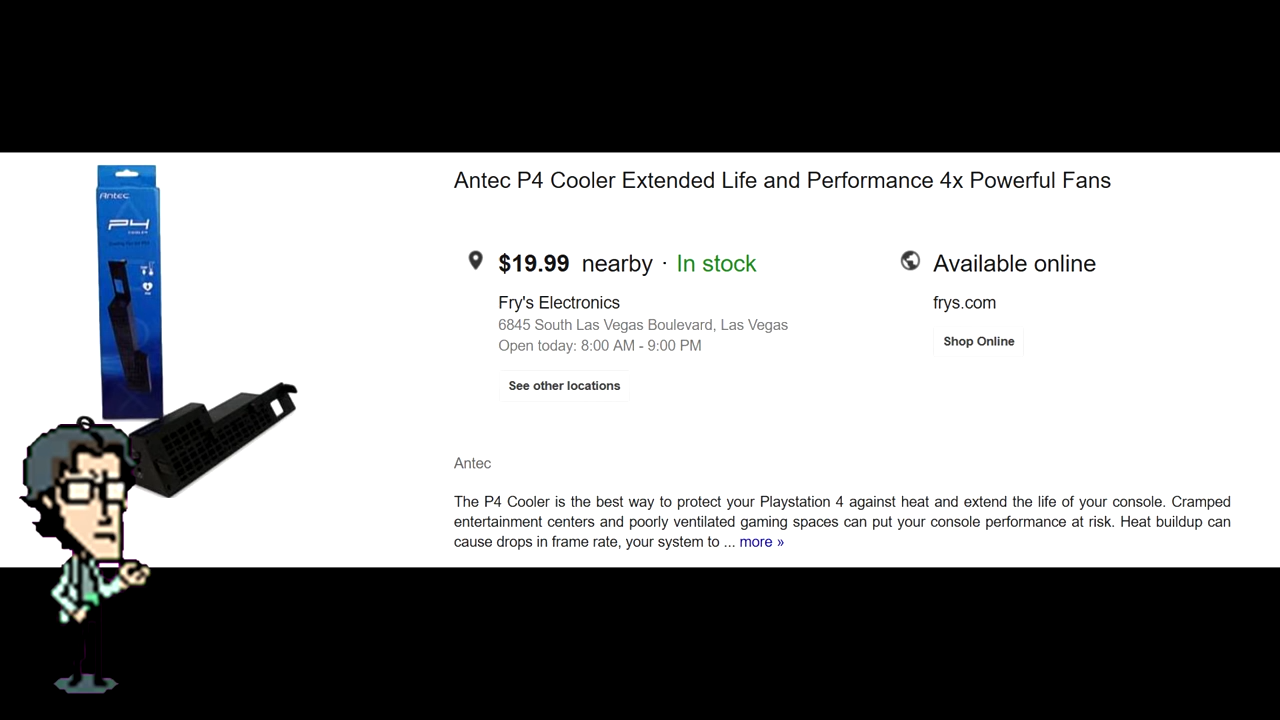 Antec
P4
Antec P4 Cooler Extended Life and Performance 4x Powerful Fans
$19.99 nearby · In stock
Fry's Electronics
6845 South Las Vegas Boulevard, Las Vegas
Open today: 8:00 AM - 9:00 PM
See other locations
Available online
frys.com
Shop Online
Antec
The P4 Cooler is the best way to protect your Playstation 4 against heat and extend the life of your console. Cramped
entertainment centers and poorly ventilated gaming spaces can put your console performance at risk. Heat buildup can
cause drops in frame rate, your system to ... more »